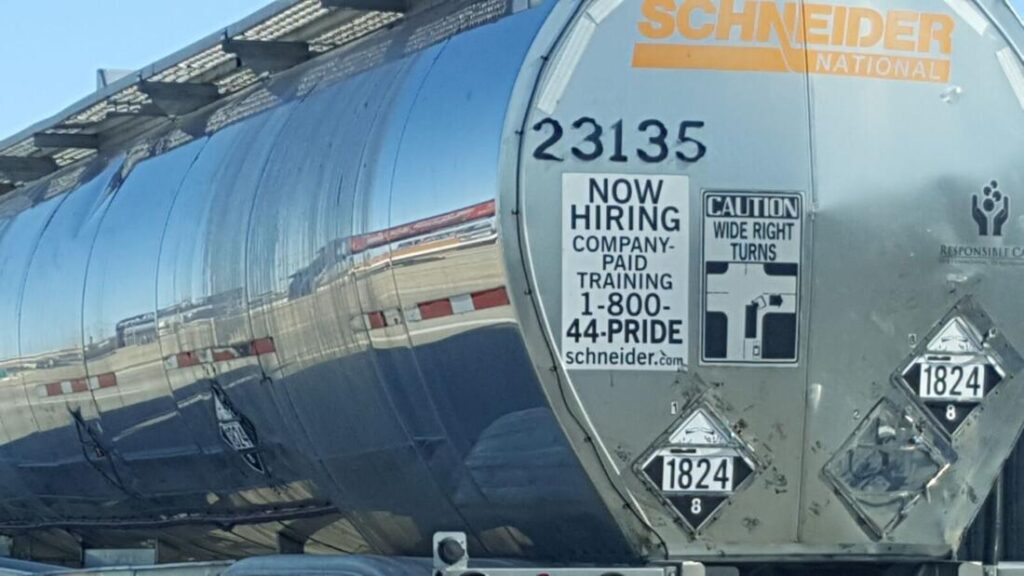 SCHNEIDER
NATIONAL
23135
NOW
HIRING
COMPANY-
PAID
TRAINING
1-800-
44-PRIDE
schneider.com
CAUTION
WIDE RIGHT
TURNS
RESPONSIBLE
1824
8
1824
8